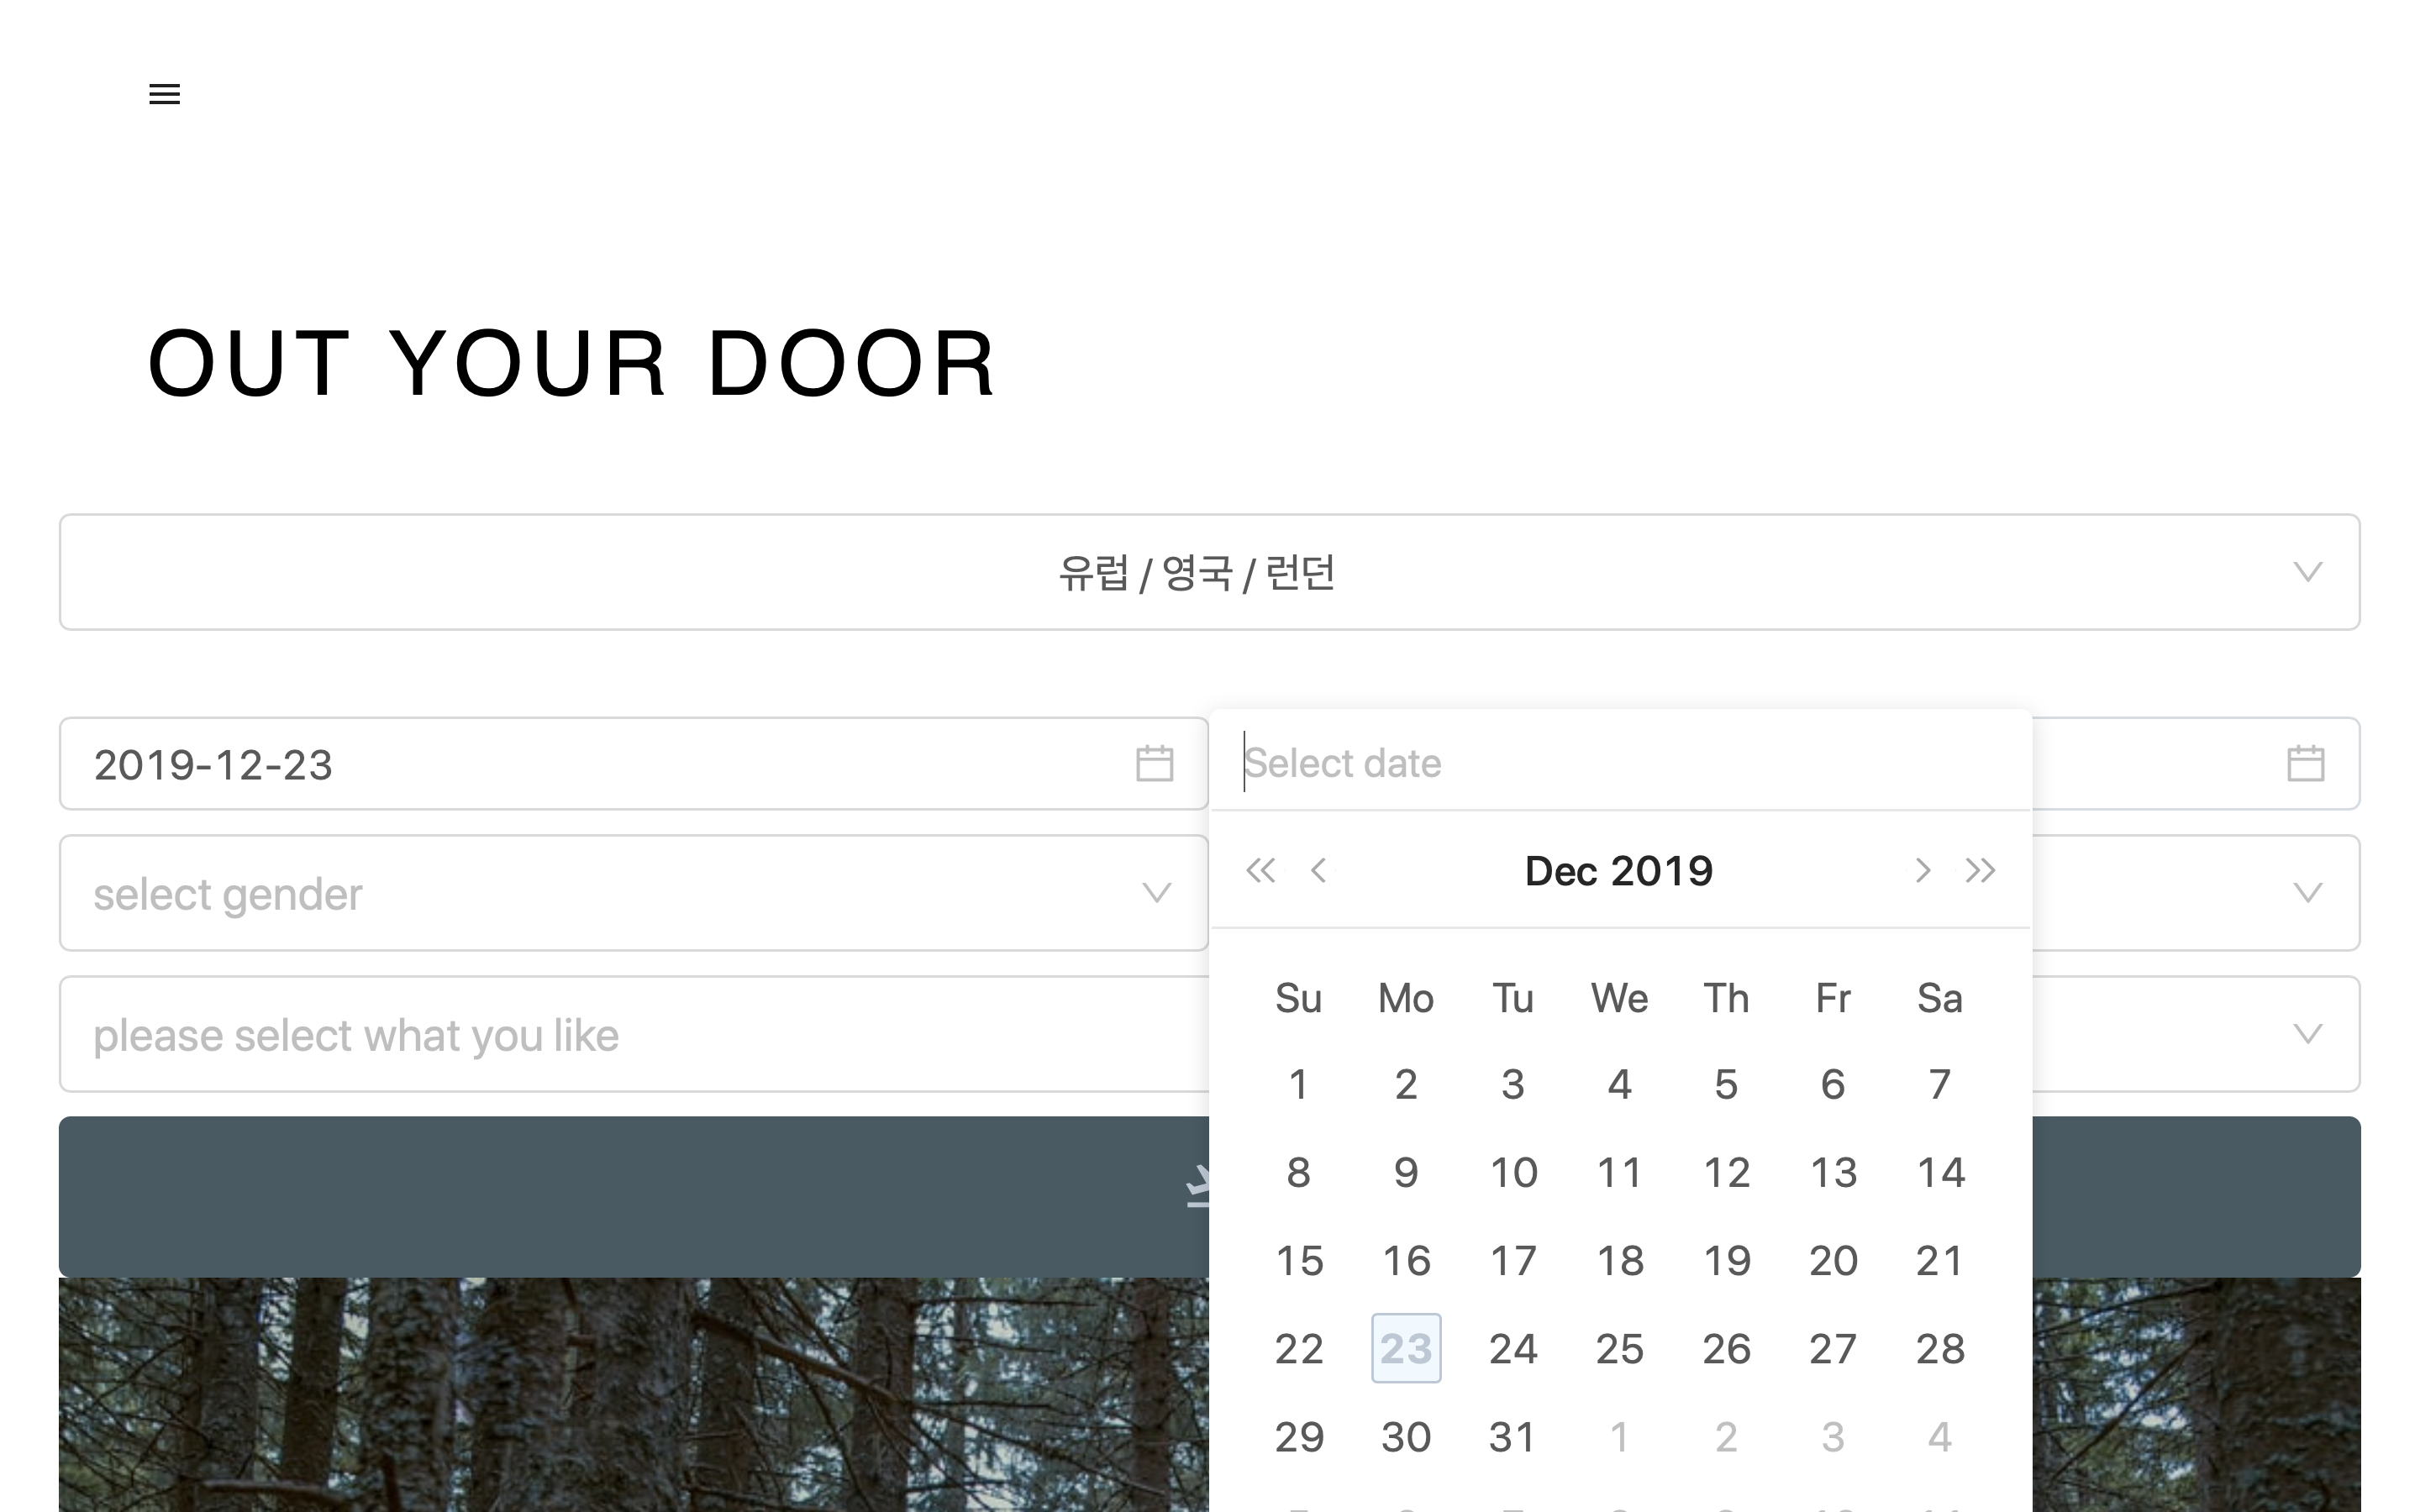 OUT YOUR DOOR
유럽 / 영국 / 런던
2019-12-23
Select date
select gender
please select what you like
Dec 2019
Su Mo Tu We Th Fr Sa
1 2 3 4 5 6 7
8 9 10 11 12 13 14
15 16 17 18 19 20 21
22 23 24 25 26 27 28
29 30 31 1 2 3 4